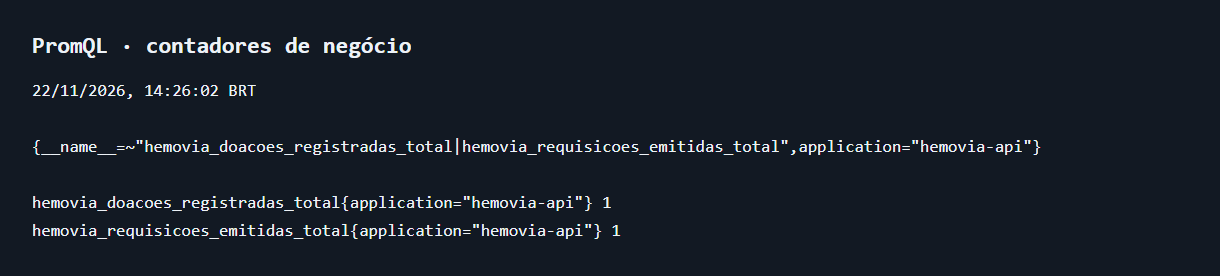 PromQL · contadores de negócio
22/11/2026, 14:26:02 BRT
{__name__=~"hemovia_doacoes_registradas_total|hemovia_requisicoes_emitidas_total",application="hemovia-api"}
hemovia_doacoes_registradas_total{application="hemovia-api"} 1
hemovia_requisicoes_emitidas_total{application="hemovia-api"} 1